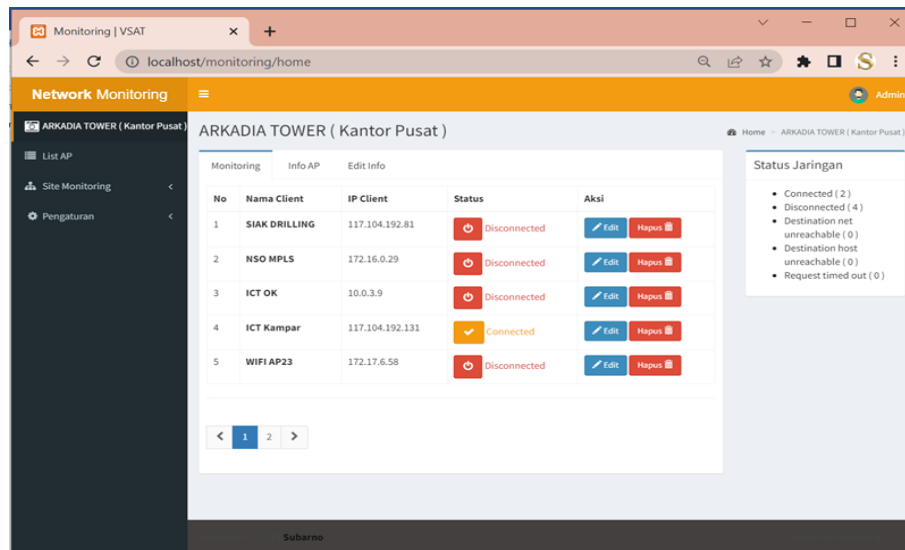 Monitoring | VSAT
localhost/monitoring/home
Network Monitoring
Admin
ARKADIA TOWER ( Kantor Pusat )
List AP
Site Monitoring
Pengaturan
ARKADIA TOWER ( Kantor Pusat )
Home > ARKADIA TOWER ( Kantor Pusat )
Monitoring Info AP Edit Info
No Nama Client IP Client Status Aksi
1 SIAK DRILLING 117.104.192.81 Disconnected Edit Hapus
2 NSO MPLS 172.16.0.29 Disconnected Edit Hapus
3 ICT OK 10.0.3.9 Disconnected Edit Hapus
4 ICT Kampar 117.104.192.131 Connected Edit Hapus
5 WIFI AP23 172.17.6.58 Disconnected Edit Hapus
1 2
Status Jaringan
Connected ( 2 )
Disconnected ( 4 )
Destination net
unreachable ( 0 )
Destination host
unreachable ( 0 )
Request timed out ( 0 )
Subarno